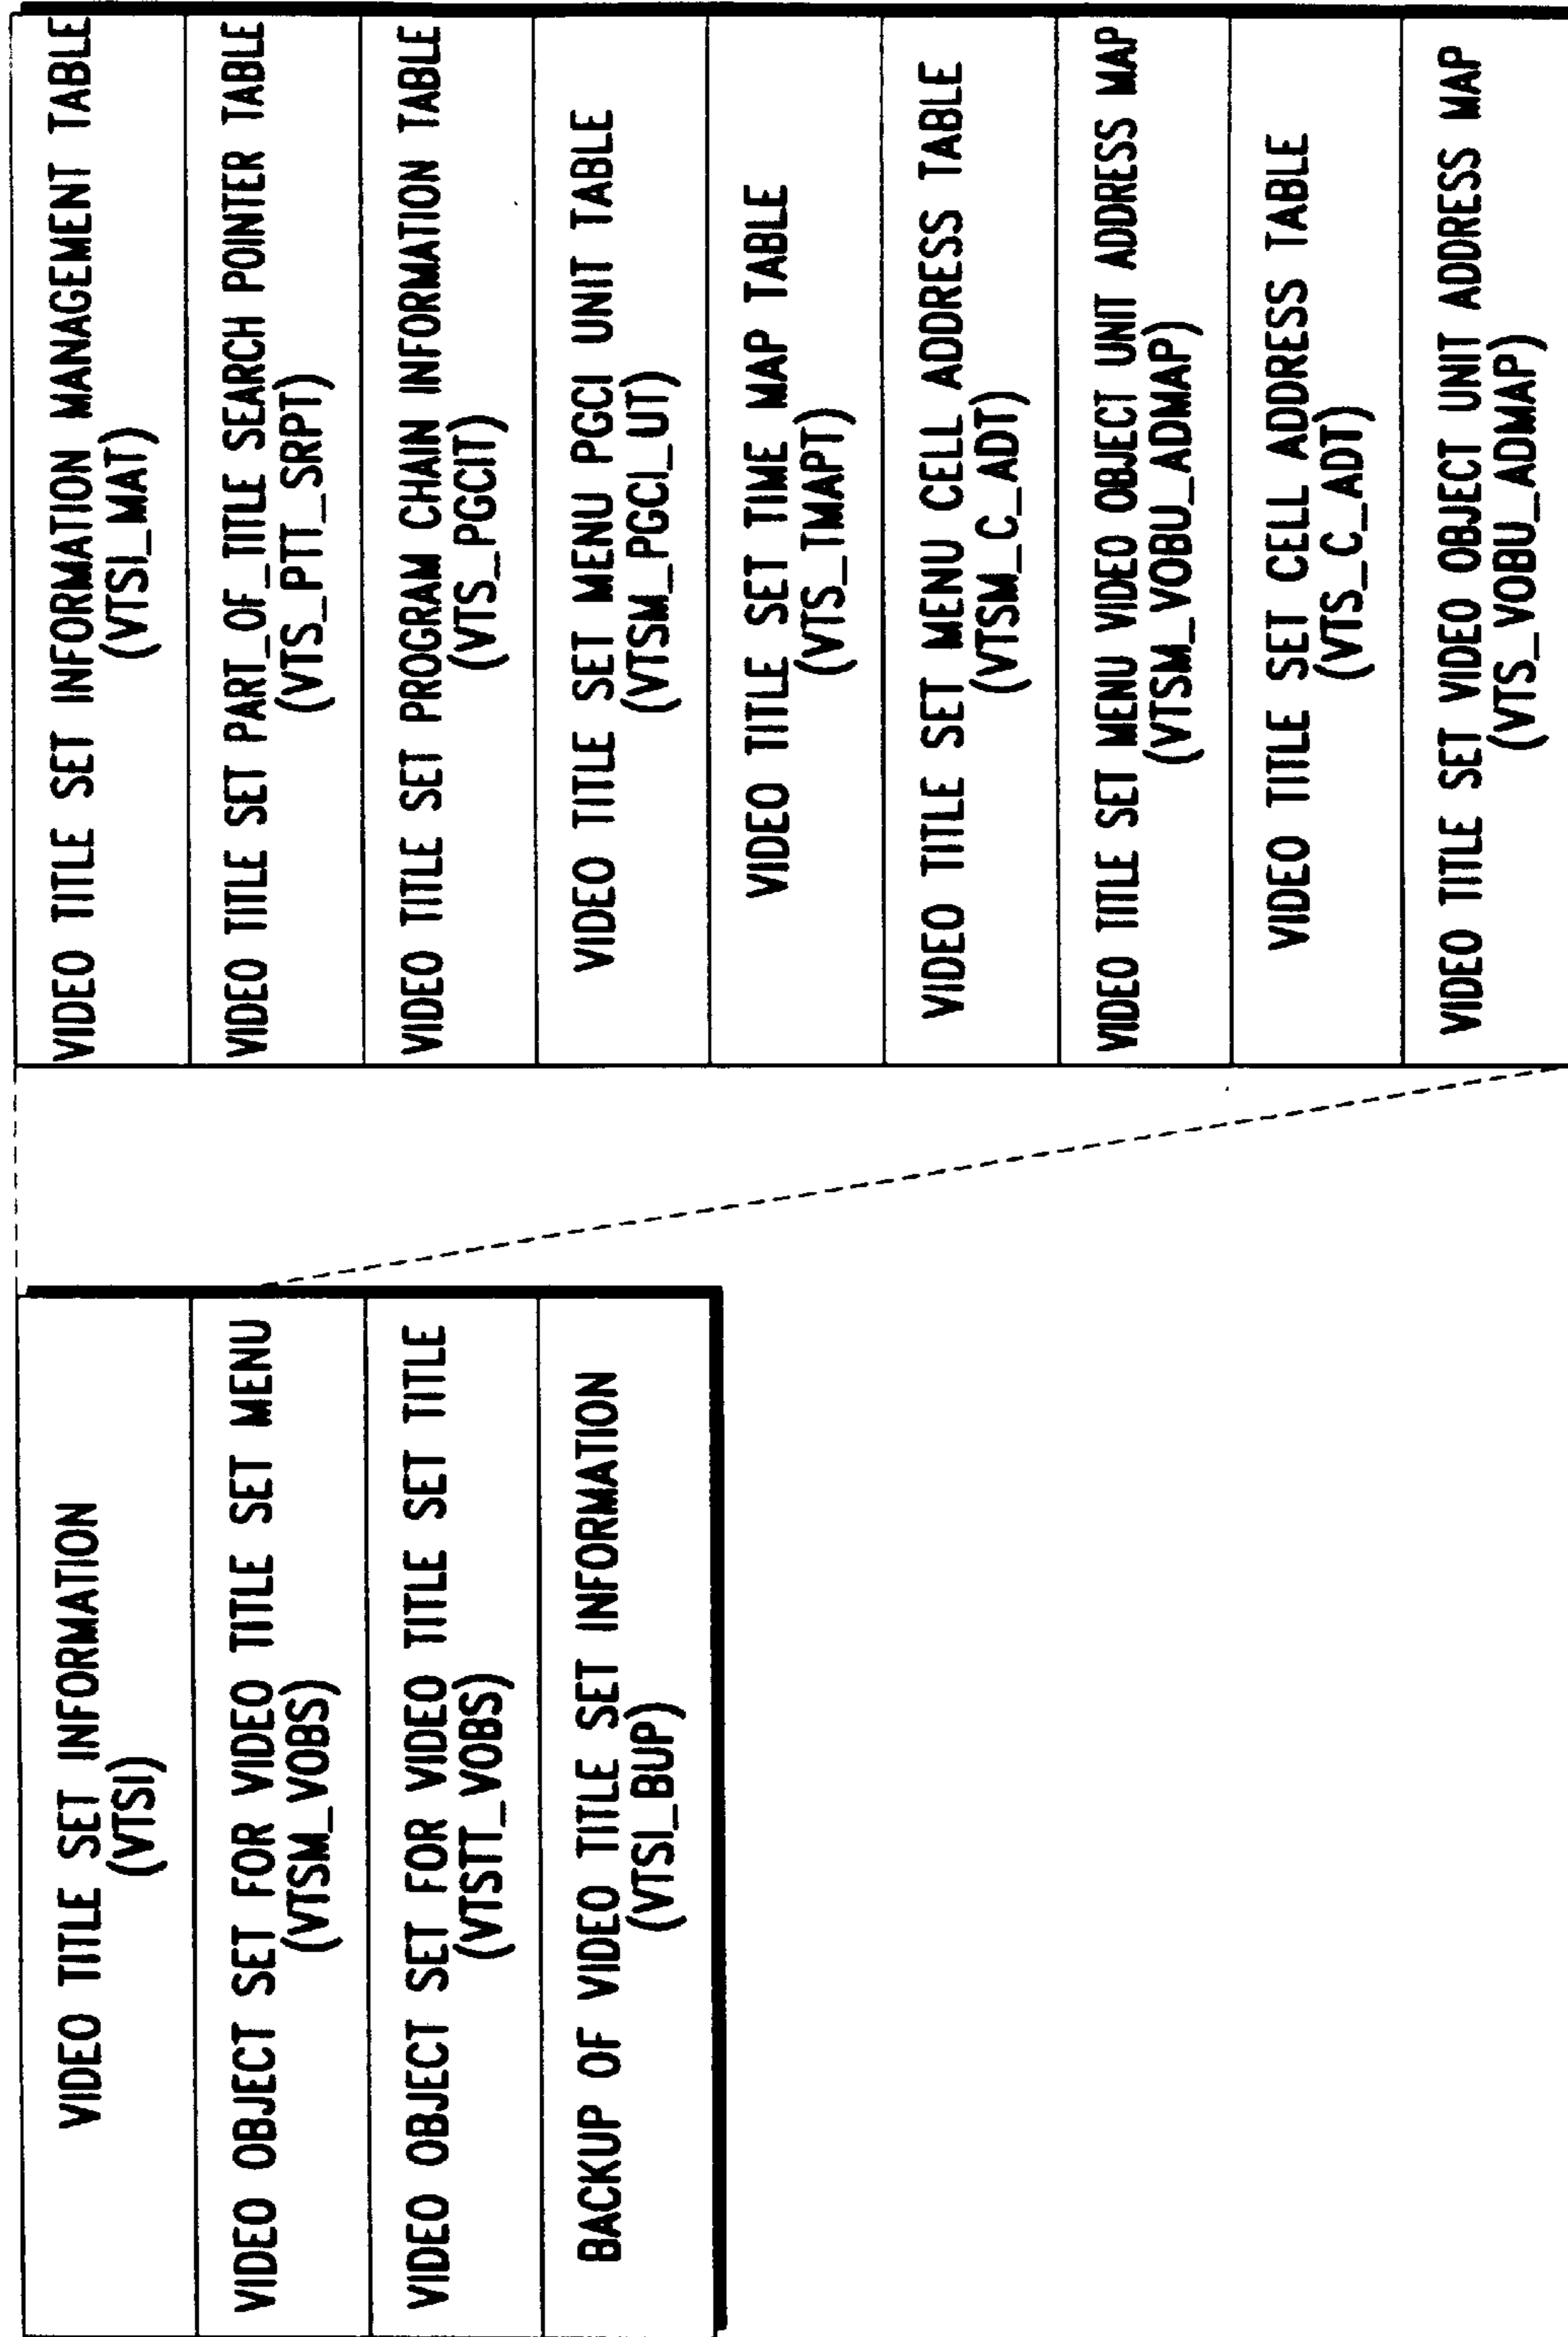 VIDEO TITLE SET INFORMATION
(VTSI)
VIDEO OBJECT SET FOR VIDEO TITLE SET MENU
(VTSM_VOBS)
VIDEO OBJECT SET FOR VIDEO TITLE SET TITLE
(VTSTT_VOBS)
BACKUP OF VIDEO TITLE SET INFORMATION
(VTSI_BUP)
VIDEO TITLE SET INFORMATION MANAGEMENT TABLE
(VTSI_MAT)
VIDEO TITLE SET PART_OF_TITLE SEARCH POINTER TABLE
(VTS_PTT_SRPT)
VIDEO TITLE SET PROGRAM CHAIN INFORMATION TABLE
(VTS_PGCIT)
VIDEO TITLE SET MENU PGCI UNIT TABLE
(VTSM_PGCI_UT)
VIDEO TITLE SET TIME MAP TABLE
(VTS_TMAPT)
VIDEO TITLE SET MENU CELL ADDRESS TABLE
(VTSM_C_ADT)
VIDEO TITLE SET MENU VIDEO OBJECT UNIT ADDRESS MAP
(VTSM_VOBU_ADMAP)
VIDEO TITLE SET CELL ADDRESS TABLE
(VTS_C_ADT)
VIDEO TITLE SET VIDEO OBJECT UNIT ADDRESS MAP
(VTS_VOBU_ADMAP)